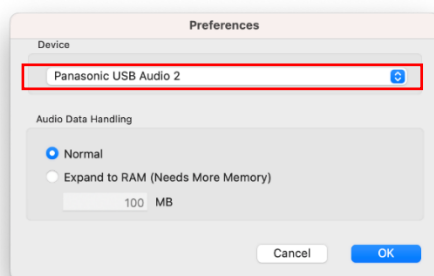 Preferences
Device
Panasonic USB Audio 2
Audio Data Handling
Normal
Expand to RAM (Needs More Memory)
100 MB
Cancel OK